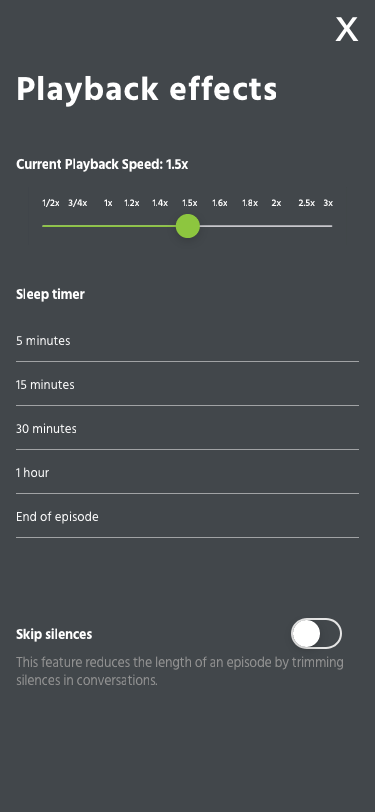 X
Playback effects
Current Playback Speed: 1.5x
1/2x 3/4x 1x 1.2x 1.4x 1.5x 1.6x 1.8x 2x 2.5x 3x
Sleep timer
5 minutes
15 minutes
30 minutes
1 hour
End of episode
Skip silences
This feature reduces the length of an episode by trimming
silences in conversations.